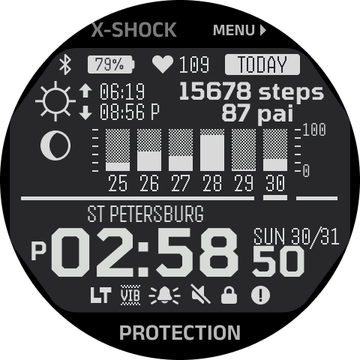 X-SHOCK
MENU
79% 109 TODAY
06:19 15678 steps
08:56 P 87 pai
100
0
25 26 27 28 29 30
ST PETERSBURG
SUN 30/31
P 02:58 50
LT VIB
PROTECTION